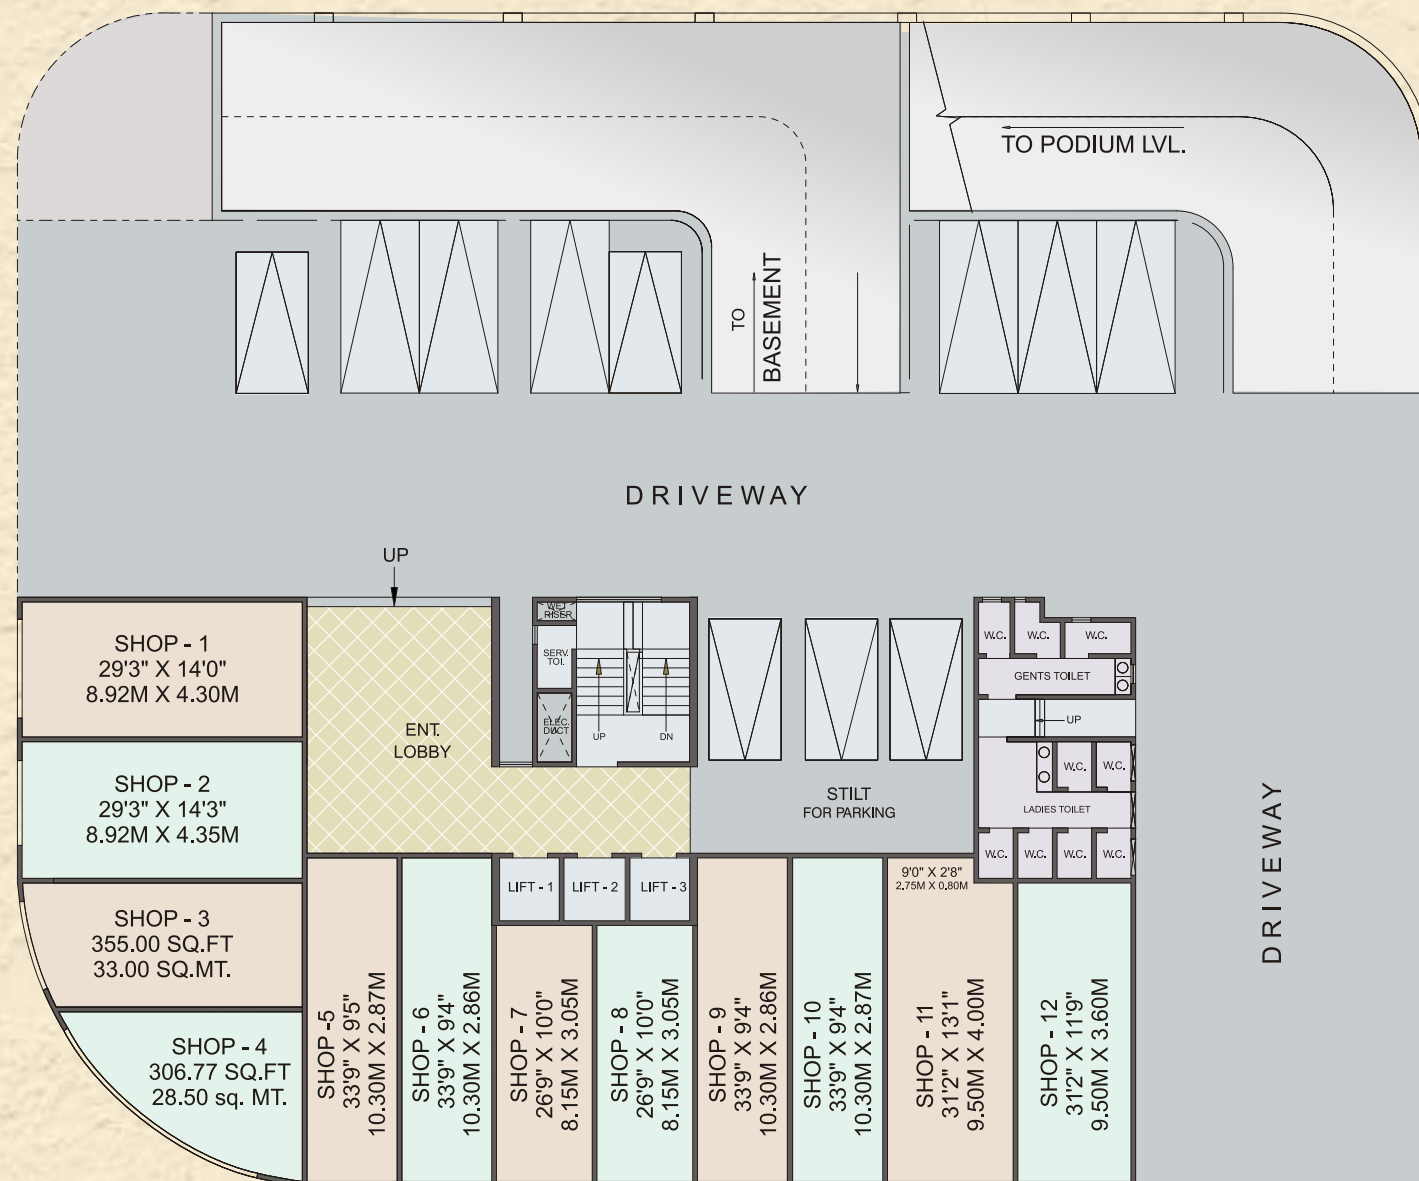 TO PODIUM LVL.
TO
BASEMENT
DRIVEWAY
UP
SHOP - 1
29'3" X 14'0"
8.92M X 4.30M
SHOP - 2
29'3" X 14'3"
8.92M X 4.35M
SHOP - 3
355.00 SQ.FT
33.00 SQ.MT.
SHOP - 4
306.77 SQ.FT
28.50 sq. MT.
ENT.
LOBBY
WET
RISER
SERV.
TOI.
ELEC.
DUCT
UP
DN
STILT
FOR PARKING
W.C.
W.C.
W.C.
GENTS TOILET
UP
W.C.
W.C.
LADIES TOILET
W.C.
W.C.
W.C.
W.C.
DRIVEWAY
LIFT - 1
LIFT - 2
LIFT - 3
SHOP -5
33'9" X 9'5"
10.30M X 2.87M
SHOP - 6
33'9" X 9'4"
10.30M X 2.86M
SHOP - 7
26'9" X 10'0"
8.15M X 3.05M
SHOP - 8
26'9" X 10'0"
8.15M X 3.05M
SHOP - 9
33'9" X 9'4"
10.30M X 2.86M
SHOP - 10
33'9" X 9'4"
10.30M X 2.87M
9'0" X 2'8"
2.75M X 0.80M
SHOP - 11
31'2" X 13'1"
9.50M X 4.00M
SHOP - 12
31'2" X 11'9"
9.50M X 3.60M